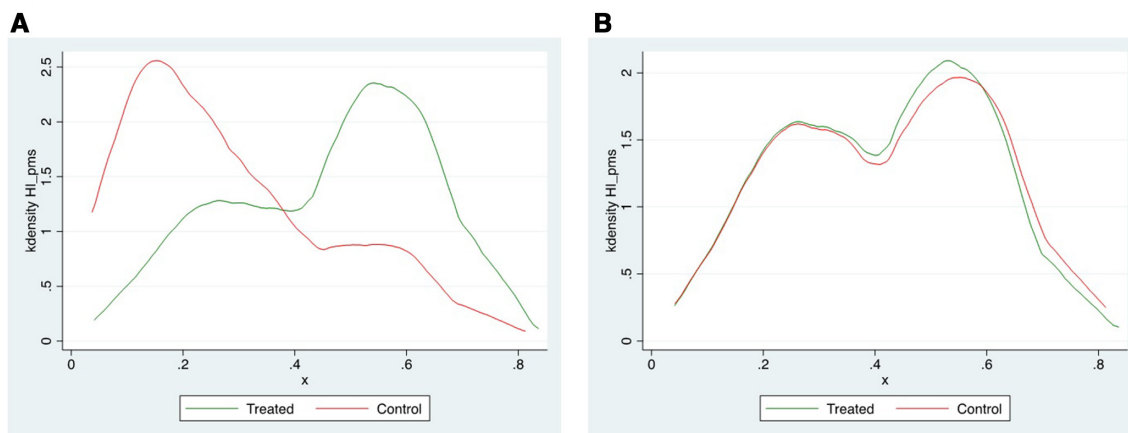 A
kdensity HI_pms
0
.5
1
1.5
2
2.5
0 .2 .4 .6 .8
x
Treated Control
B
kdensity HI_pms
0
.5
1
1.5
2
0 .2 .4 .6 .8
x
Treated Control